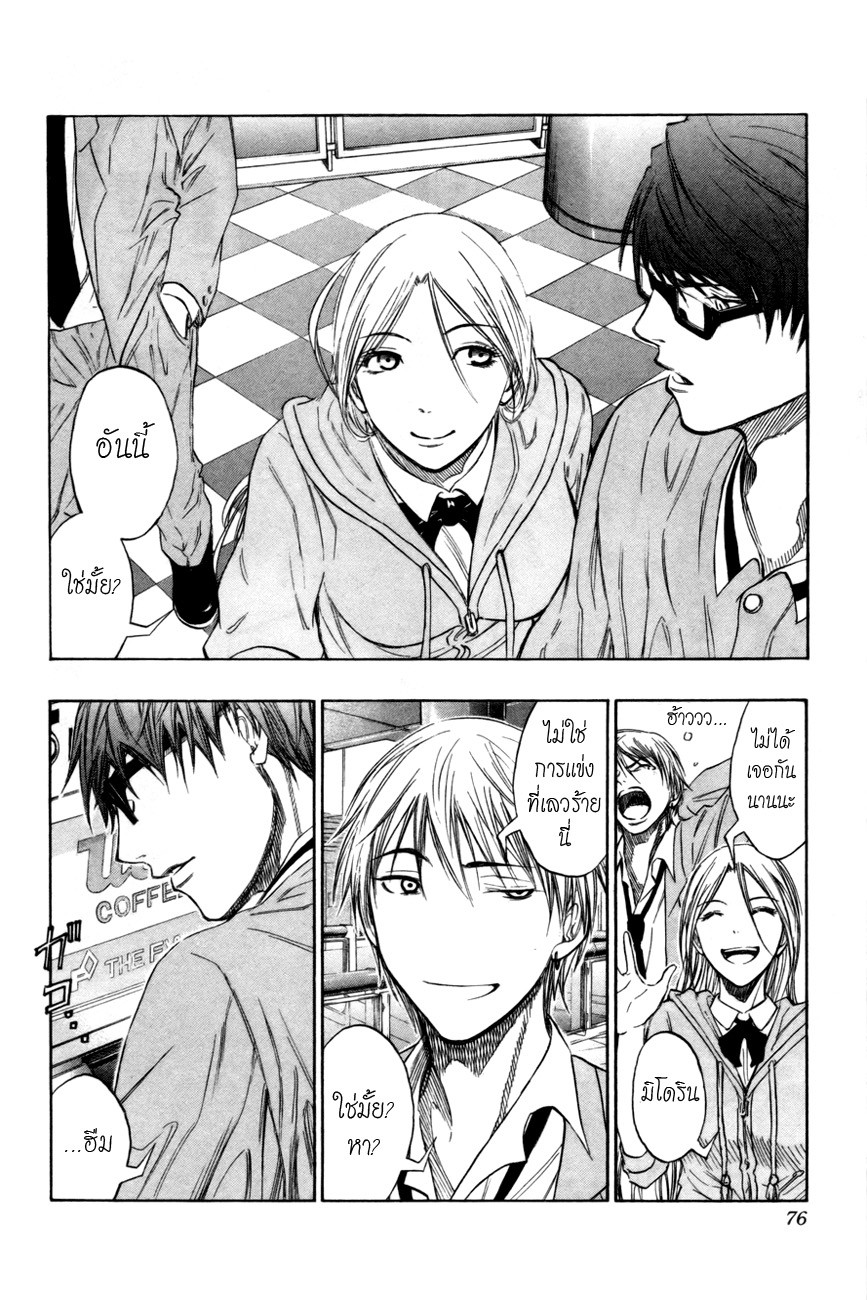 อันนี้
ใช่มั้ย?
ไม่ได้
เจอกัน
นานนะ
ฮ้าววว...
มิโดริน
ไม่ใช่
การแข่ง
ที่เลวร้าย
นี่
ใช่มั้ย?
หา?
COFFE
THE
ガコ
...ฮึม
76